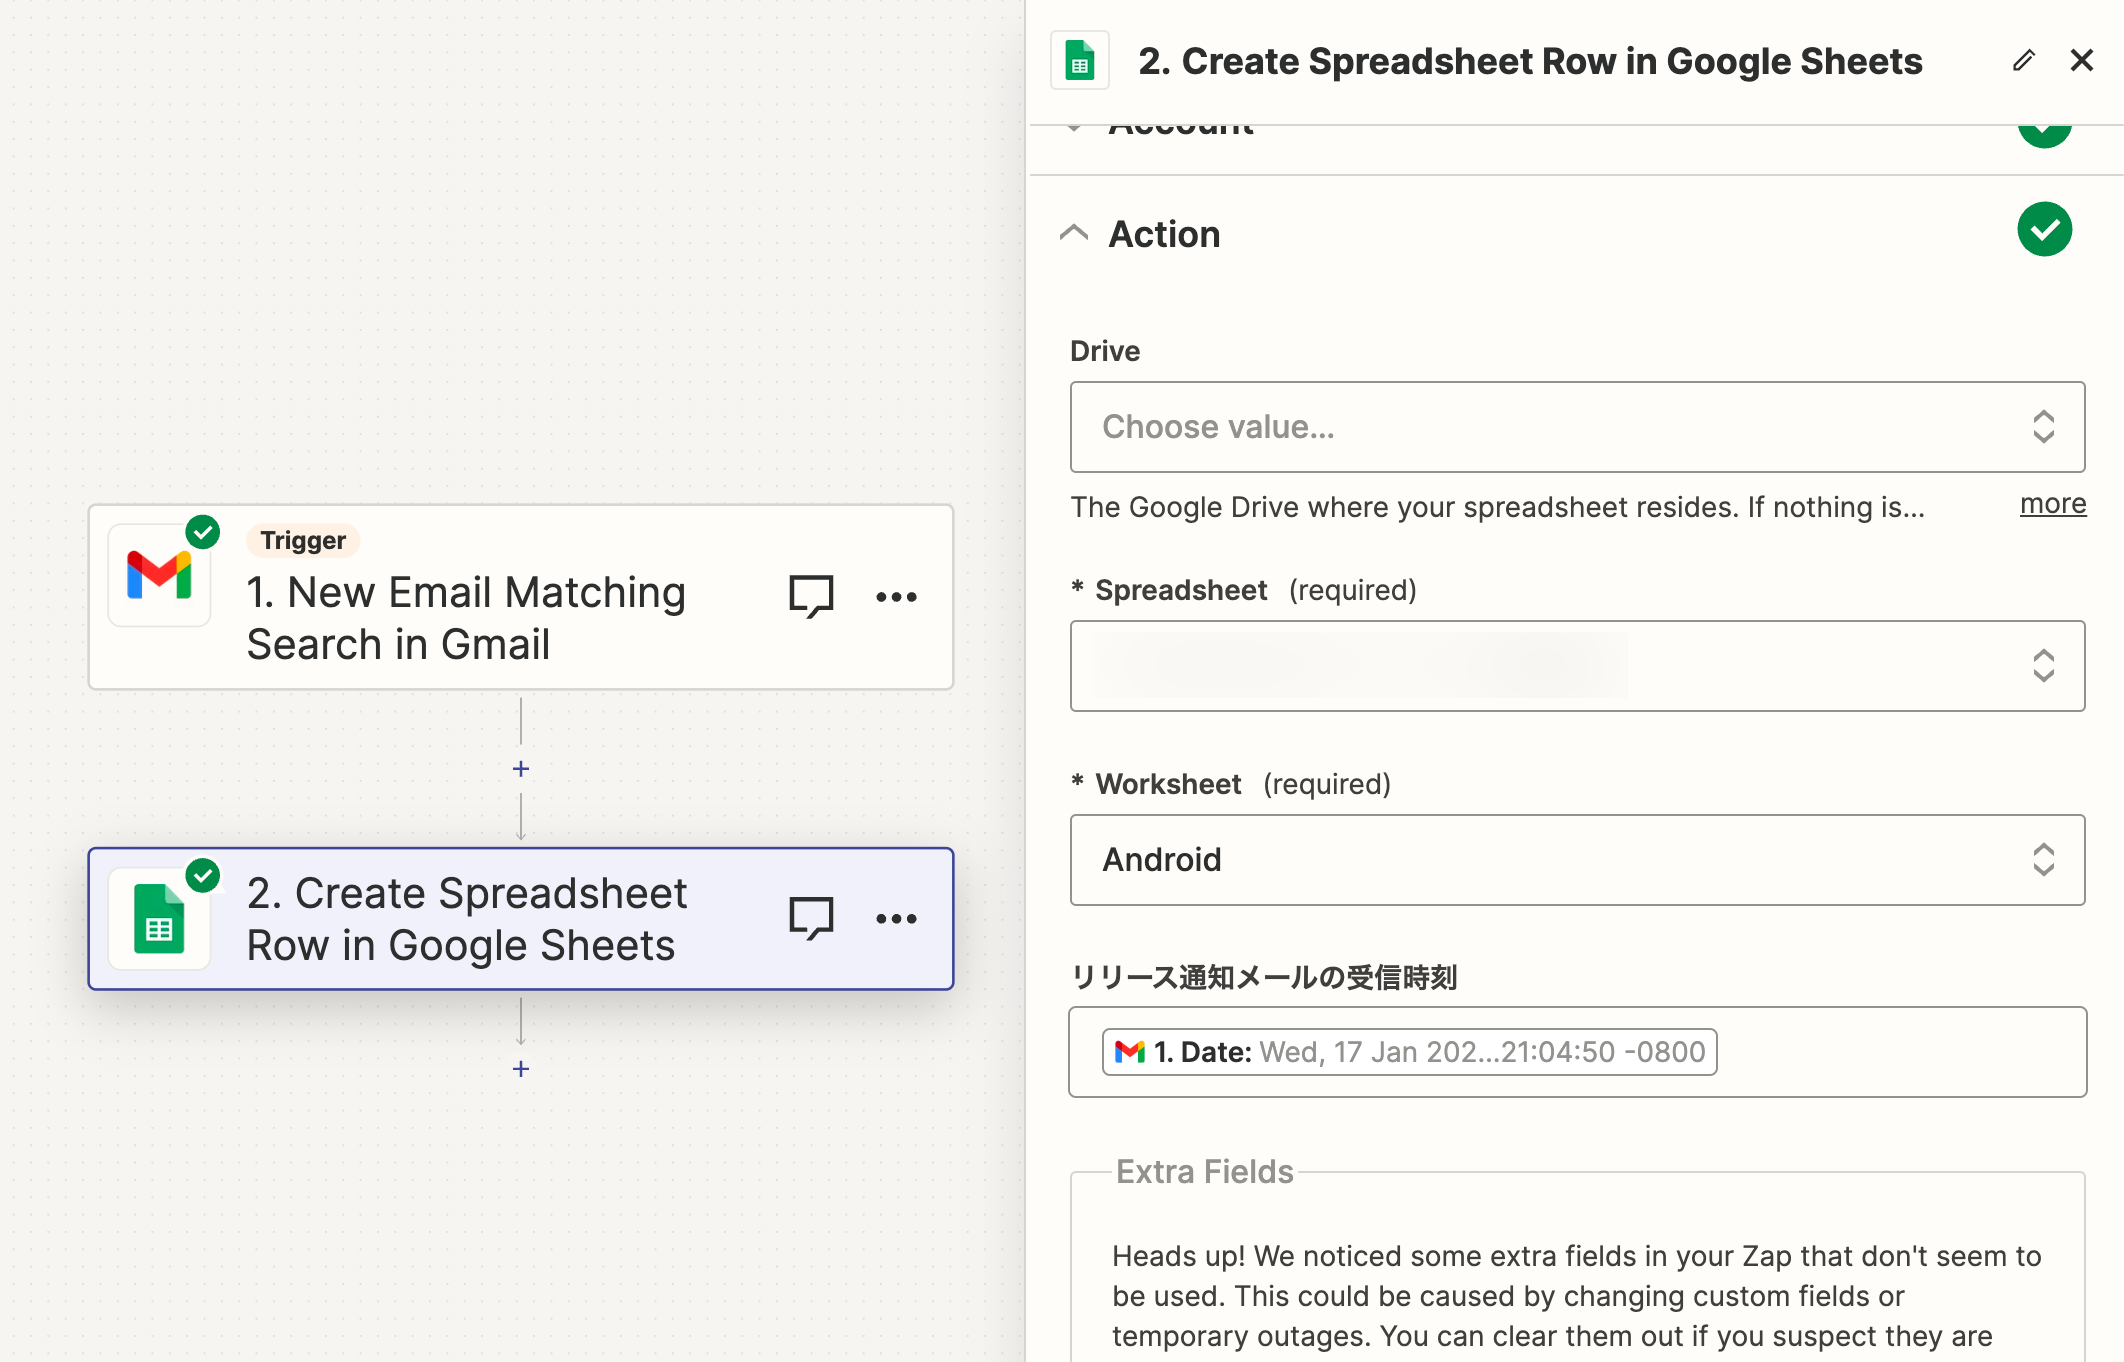 2. Create Spreadsheet Row in Google Sheets
Account
Action
Drive
Choose value...
The Google Drive where your spreadsheet resides. If nothing is...
more
* Spreadsheet (required)
* Worksheet (required)
Android
リリース通知メールの受信時刻
1. Date: Wed, 17 Jan 202...21:04:50 -0800
Extra Fields
Heads up! We noticed some extra fields in your Zap that don't seem to
be used. This could be caused by changing custom fields or
temporary outages. You can clear them out if you suspect they are
Trigger
1. New Email Matching
Search in Gmail
+
2. Create Spreadsheet
Row in Google Sheets
+